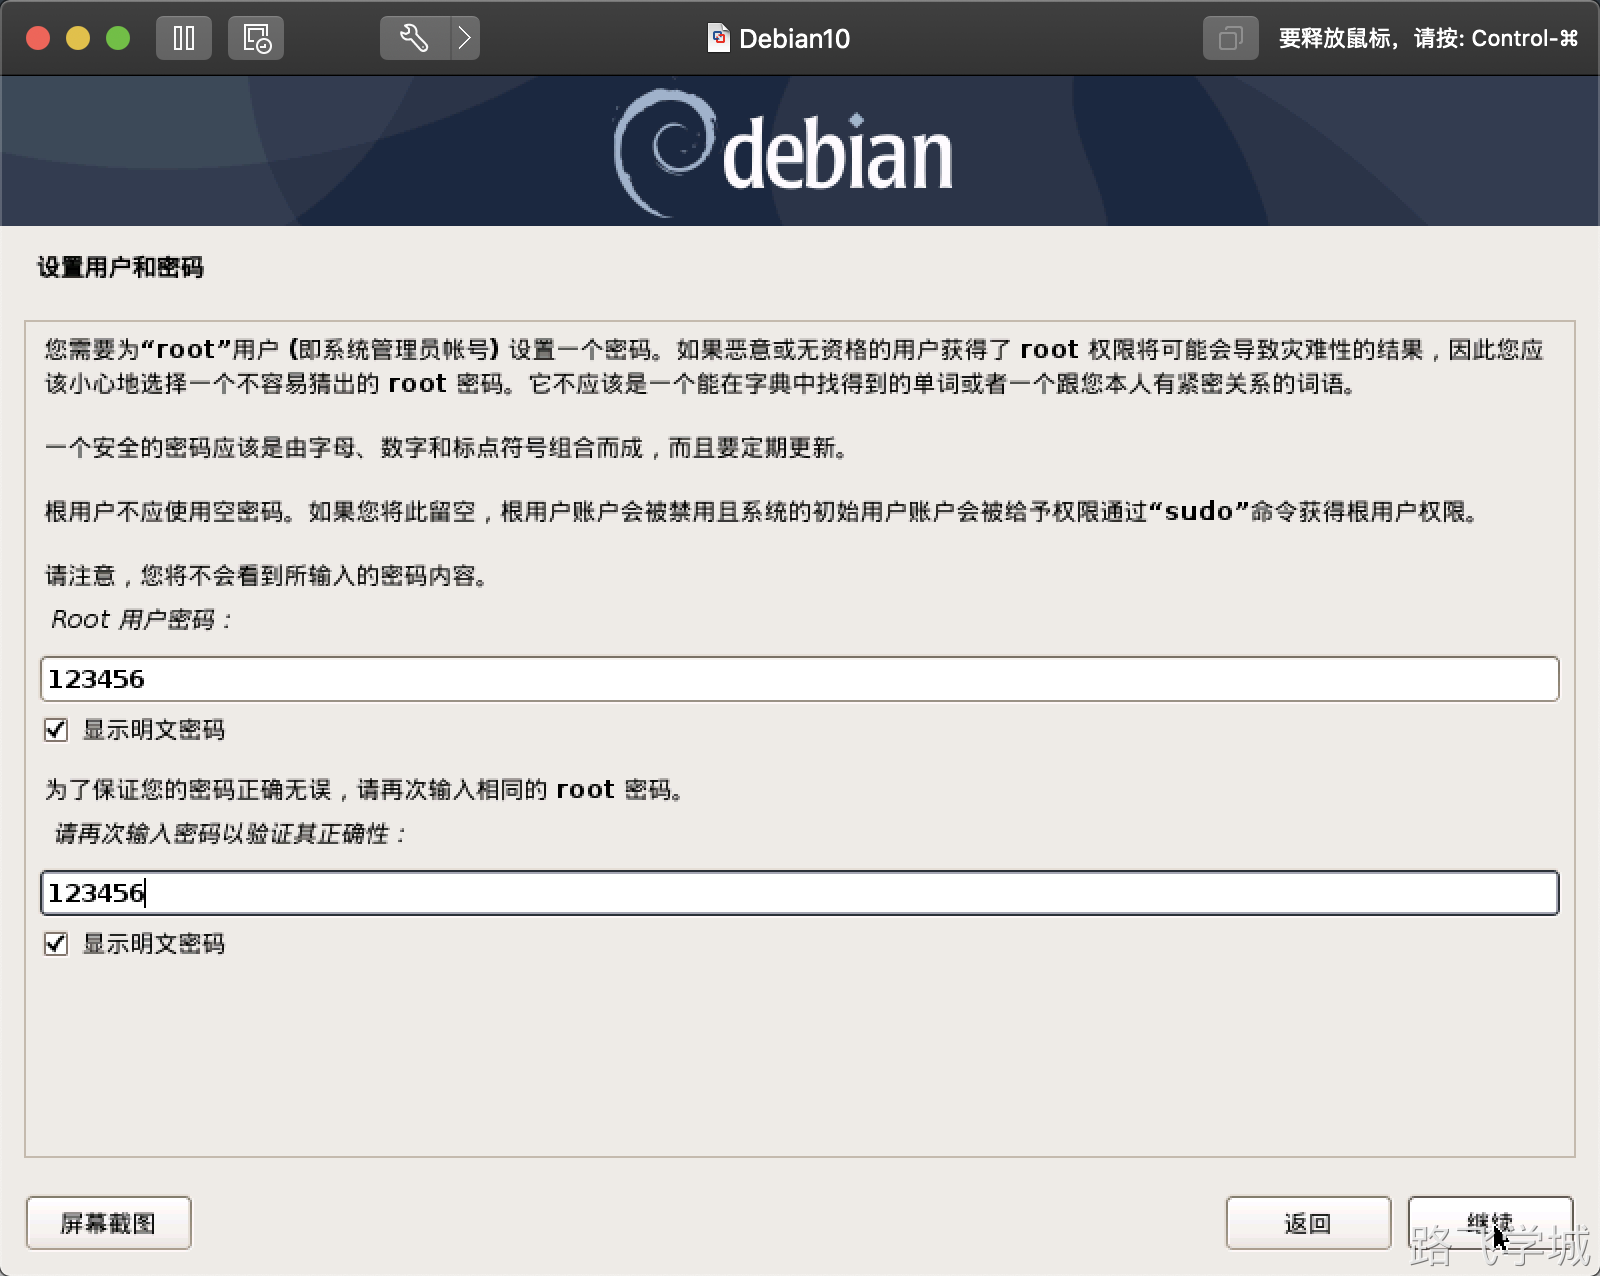 Debian10
要释放鼠标，请按: Control-⌘
debian
设置用户和密码
您需要为“root”用户 (即系统管理员帐号) 设置一个密码。如果恶意或无资格的用户获得了 root 权限将可能会导致灾难性的结果，因此您应
该小心地选择一个不容易猜出的 root 密码。它不应该是一个能在字典中找得到的单词或者一个跟您本人有紧密关系的词语。
一个安全的密码应该是由字母、数字和标点符号组合而成，而且要定期更新。
根用户不应使用空密码。如果您将此留空，根用户账户会被禁用且系统的初始用户账户会被给予权限通过“sudo”命令获得根用户权限。
请注意，您将不会看到所输入的密码内容。
Root 用户密码：
123456
显示明文密码
为了保证您的密码正确无误，请再次输入相同的 root 密码。
请再次输入密码以验证其正确性：
123456
显示明文密码
屏幕截图
返回
继续
路飞学城